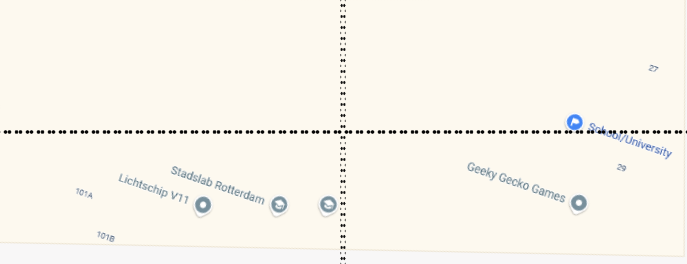 27
School/University
29
Geeky Gecko Games
Stadslab Rotterdam
Lichtschip V11
101A
101B